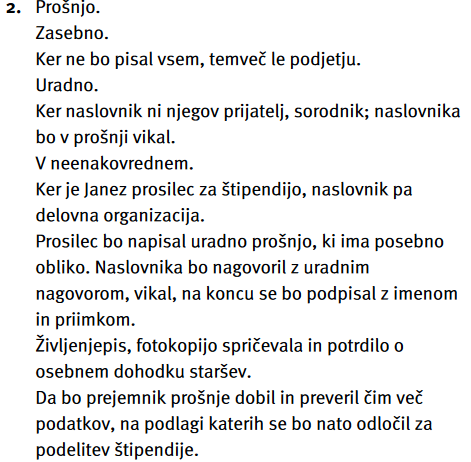 2. Prošnjo.
Zasebno.
Ker ne bo pisal vsem, temveč le podjetju.
Uradno.
Ker naslovnik ni njegov prijatelj, sorodnik; naslovnika
bo v prošnji vikal.
V neenakovrednem.
Ker je Janez prosilec za štipendijo, naslovnik pa
delovna organizacija.
Prosilec bo napisal uradno prošnjo, ki ima posebno
obliko. Naslovnika bo nagovoril z uradnim
nagovorom, vikal, na koncu se bo podpisal z imenom
in priimkom.
Življenjepis, fotokopijo spričevala in potrdilo o
osebnem dohodku staršev.
Da bo prejemnik prošnje dobil in preveril čim več
podatkov, na podlagi katerih se bo nato odločil za
podelitev štipendije.